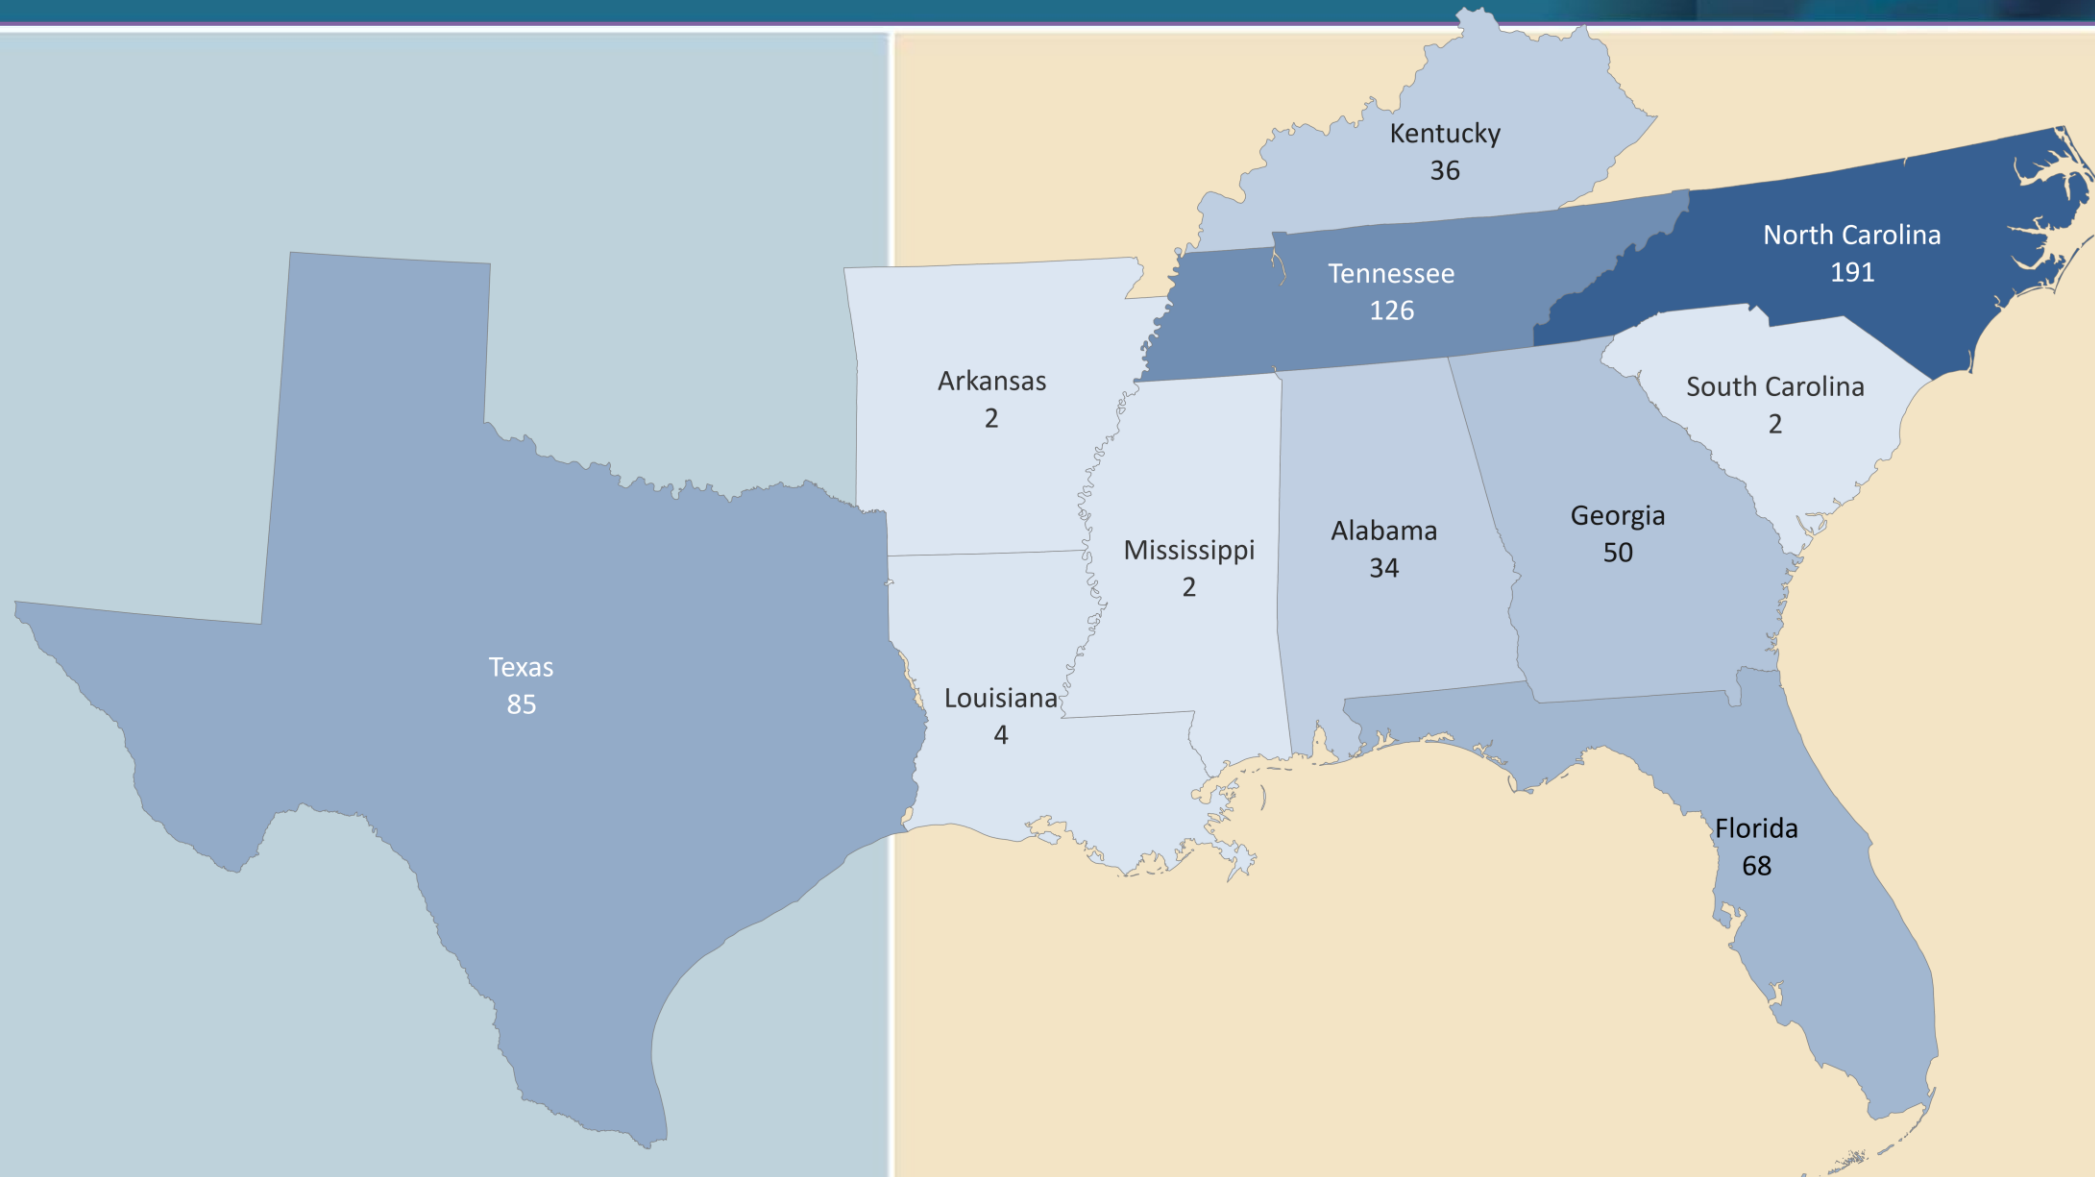 Kentucky
36
North Carolina
191
Tennessee
126
Arkansas
2
South Carolina
2
Georgia
50
Alabama
34
Mississippi
2
Texas
85
Louisiana
4
Florida
68